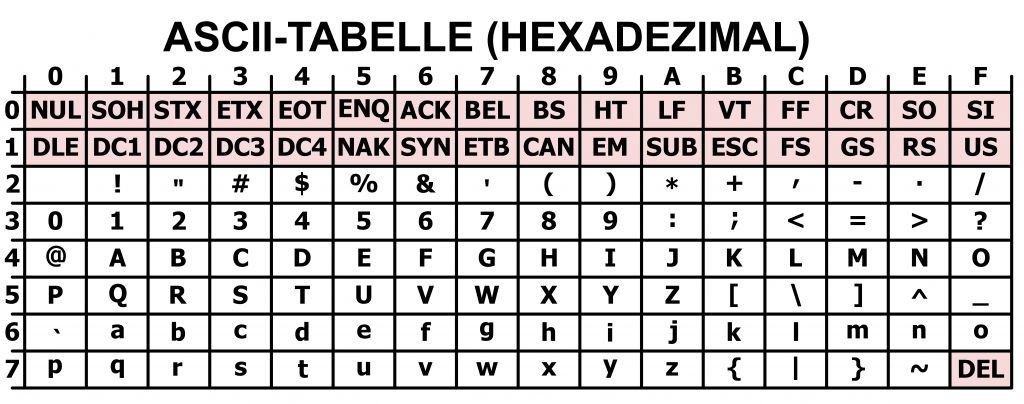 ASCII-TABELLE (HEXADEZIMAL)
0 1 2 3 4 5 6 7 8 9 A B C D E F
0 NUL SOH STX ETX EOT ENQ ACK BEL BS HT LF VT FF CR SO SI
1 DLE DC1 DC2 DC3 DC4 NAK SYN ETB CAN EM SUB ESC FS GS RS US
2 ! " # $ % & ' ( ) * + , - . /
3 0 1 2 3 4 5 6 7 8 9 : ; < = > ?
4 @ A B C D E F G H I J K L M N O
5 P Q R S T U V W X Y Z [ \ ] ^ _
6 ` a b c d e f g h i j k l m n o
7 p q r s t u v w x y z { | } ~ DEL